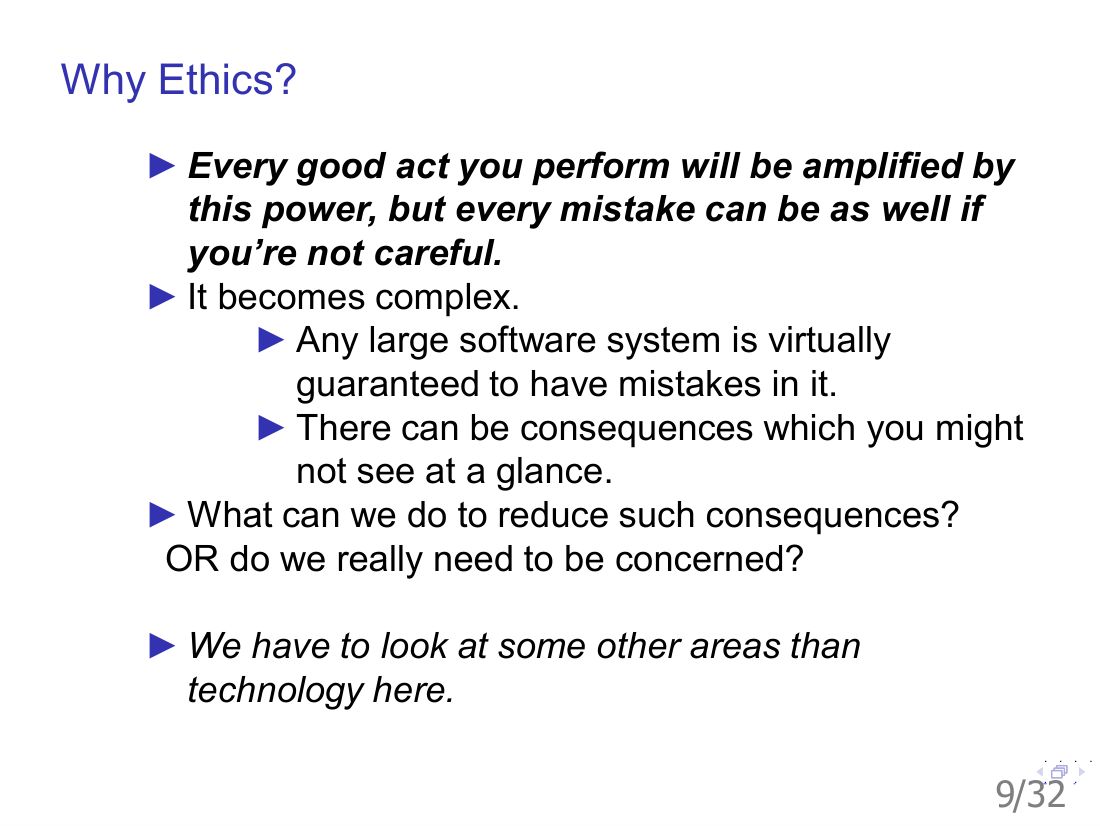 Why Ethics?
► Every good act you perform will be amplified by
this power, but every mistake can be as well if
you’re not careful.
► It becomes complex.
► Any large software system is virtually
guaranteed to have mistakes in it.
► There can be consequences which you might
not see at a glance.
► What can we do to reduce such consequences?
OR do we really need to be concerned?
► We have to look at some other areas than
technology here.
9/32